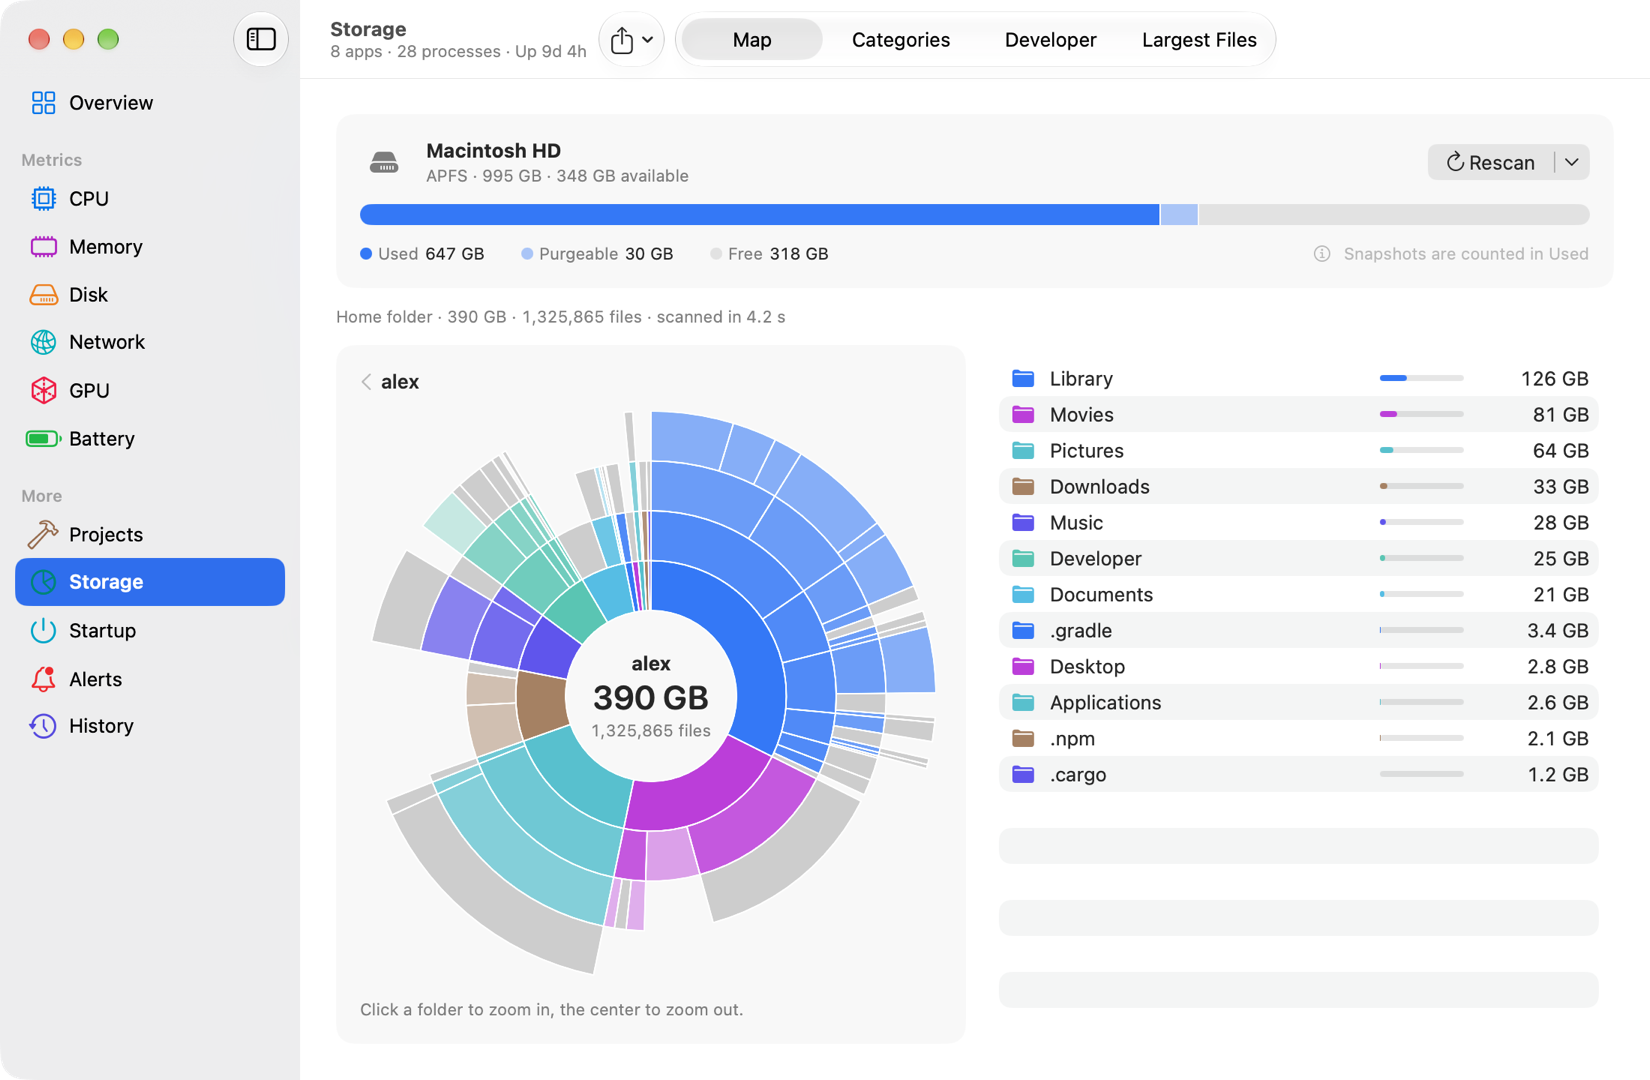 Storage
8 apps · 28 processes · Up 9d 4h
Map
Categories
Developer
Largest Files
Overview
Metrics
CPU
Memory
Disk
Network
GPU
Battery
More
Projects
Storage
Startup
Alerts
History
Macintosh HD
APFS · 995 GB · 348 GB available
Rescan
Used 647 GB
Purgeable 30 GB
Free 318 GB
Snapshots are counted in Used
Home folder · 390 GB · 1,325,865 files · scanned in 4.2 s
alex
alex
390 GB
1,325,865 files
Click a folder to zoom in, the center to zoom out.
Library 126 GB
Movies 81 GB
Pictures 64 GB
Downloads 33 GB
Music 28 GB
Developer 25 GB
Documents 21 GB
.gradle 3.4 GB
Desktop 2.8 GB
Applications 2.6 GB
.npm 2.1 GB
.cargo 1.2 GB